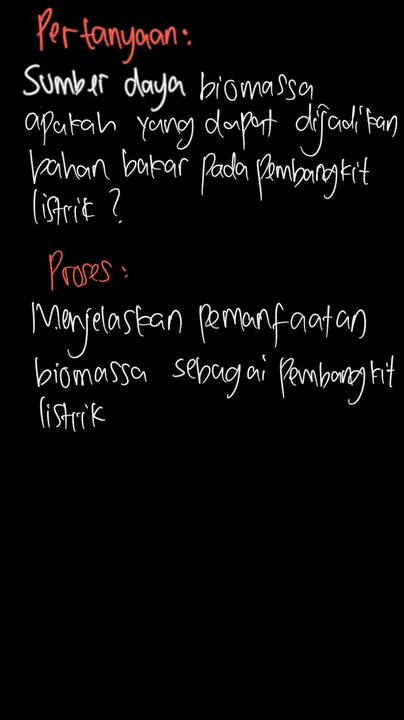 Pertanyaan:
Sumber daya biomassa
apakah yang dapat dijadikan
bahan bakar pada pembangkit
listrik?
Proses:
Menjelaskan pemanfaatan
biomassa sebagai pembangkit
listrik